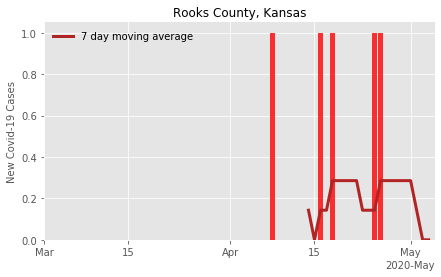 Rooks County, Kansas
7 day moving average
New Covid-19 Cases
1.0
0.8
0.6
0.4
0.2
0.0
Mar 15 Apr 15 May
2020-May